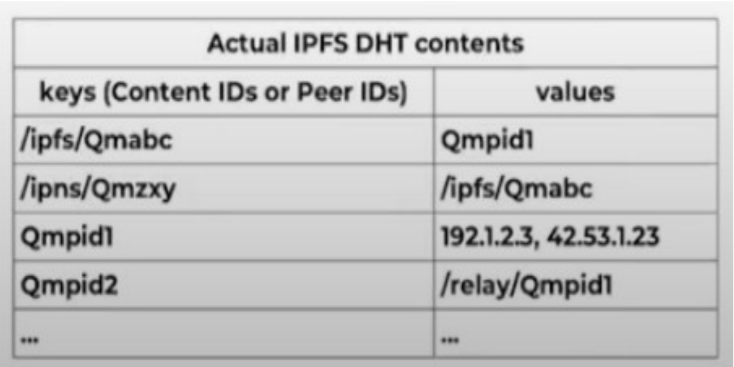 Actual IPFS DHT contents
keys (Content IDs or Peer IDs) values
/ipfs/Qmabc Qmpid1
/ipns/Qmzxy /ipfs/Qmabc
Qmpid1 192.1.2.3, 42.53.1.23
Qmpid2 /relay/Qmpid1
... ...